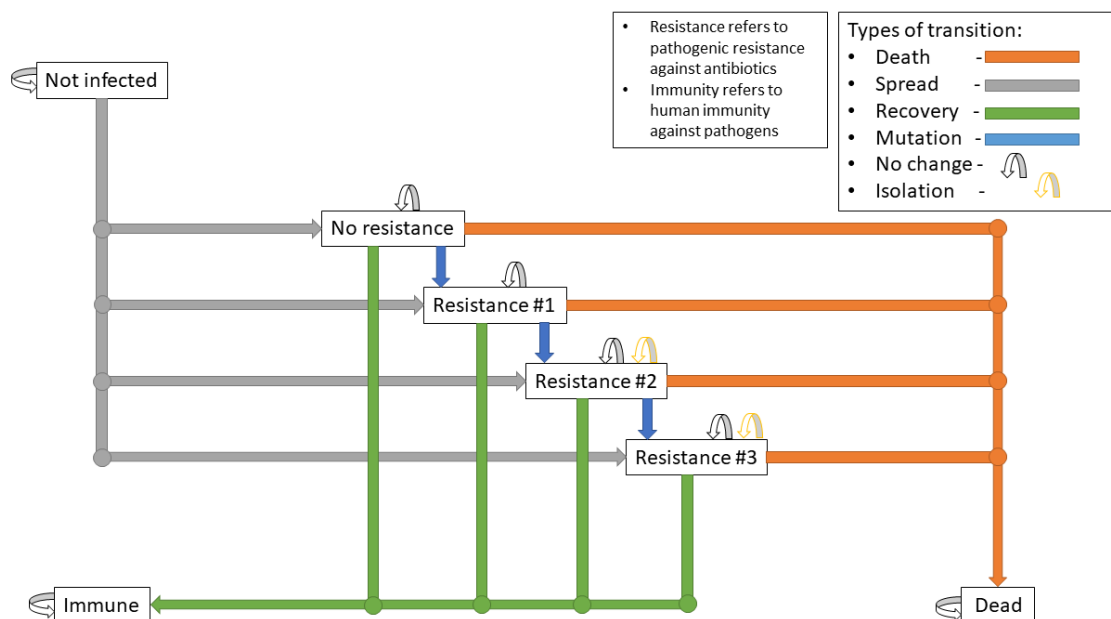 Not infected
• Resistance refers to
pathogenic resistance
against antibiotics
• Immunity refers to
human immunity
against pathogens
Types of transition:
• Death -
• Spread -
• Recovery -
• Mutation -
• No change -
• Isolation -
No resistance
Resistance #1
Resistance #2
Resistance #3
Immune
Dead